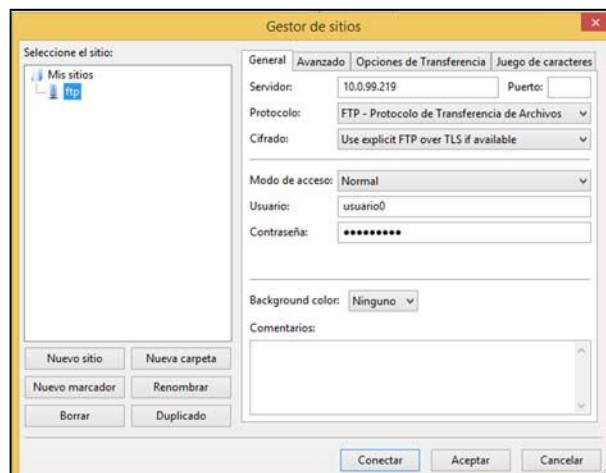 Gestor de sitios
Seleccione el sitio:
Mis sitios
ftp
Nuevo sitio Nueva carpeta
Nuevo marcador Renombrar
Borrar Duplicado
General Avanzado Opciones de Transferencia Juego de caracteres
Servidor: 10.0.99.219 Puerto:
Protocolo: FTP - Protocolo de Transferencia de Archivos
Cifrado: Use explicit FTP over TLS if available
Modo de acceso: Normal
Usuario: usuario0
Contraseña: •••••••••
Background color: Ninguno
Comentarios:
Conectar Aceptar Cancelar